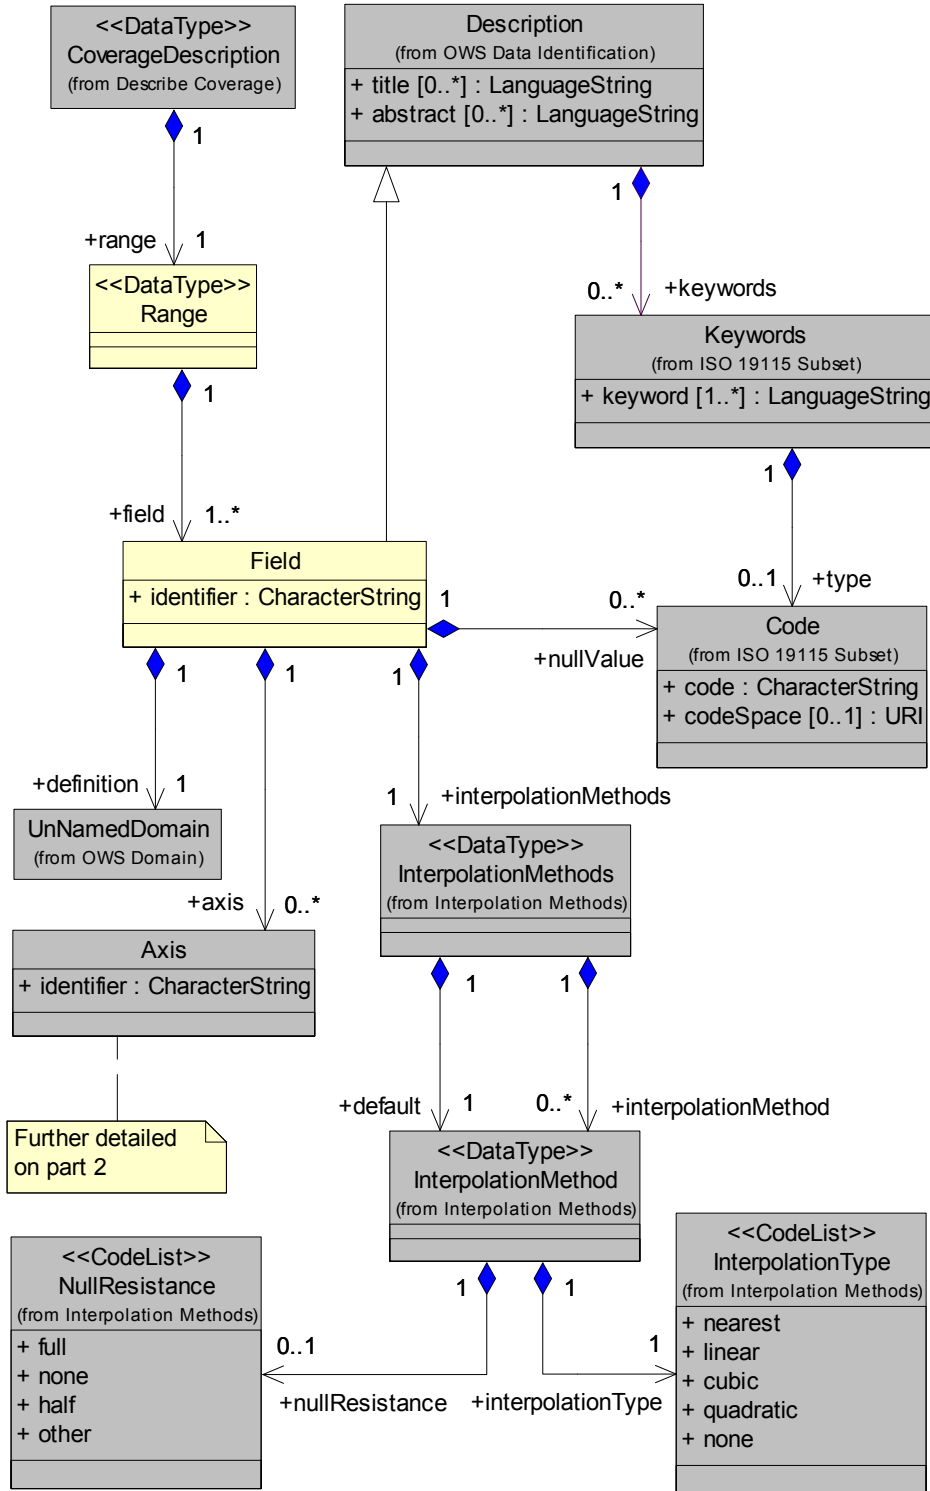 <<DataType>>
CoverageDescription
(from Describe Coverage)
Description
(from OWS Data Identification)
+ title [0..*] : LanguageString
+ abstract [0..*] : LanguageString
1
1
+range
1
0..*
+keywords
<<DataType>>
Range
Keywords
(from ISO 19115 Subset)
+ keyword [1..*] : LanguageString
1
1
+field
1..*
0..1
+type
Field
+ identifier : CharacterString
1
0..*
+nullValue
Code
(from ISO 19115 Subset)
+ code : CharacterString
+ codeSpace [0..1] : URI
1
1
1
+definition
1
1
+interpolationMethods
UnNamedDomain
(from OWS Domain)
<<DataType>>
InterpolationMethods
(from Interpolation Methods)
+axis
0..*
Axis
+ identifier : CharacterString
1
1
+default
1
0..*
+interpolationMethod
Further detailed
on part 2
<<DataType>>
InterpolationMethod
(from Interpolation Methods)
<<CodeList>>
NullResistance
(from Interpolation Methods)
+ full
+ none
+ half
+ other
1
1
0..1
+nullResistance
1
+interpolationType
<<CodeList>>
InterpolationType
(from Interpolation Methods)
+ nearest
+ linear
+ cubic
+ quadratic
+ none